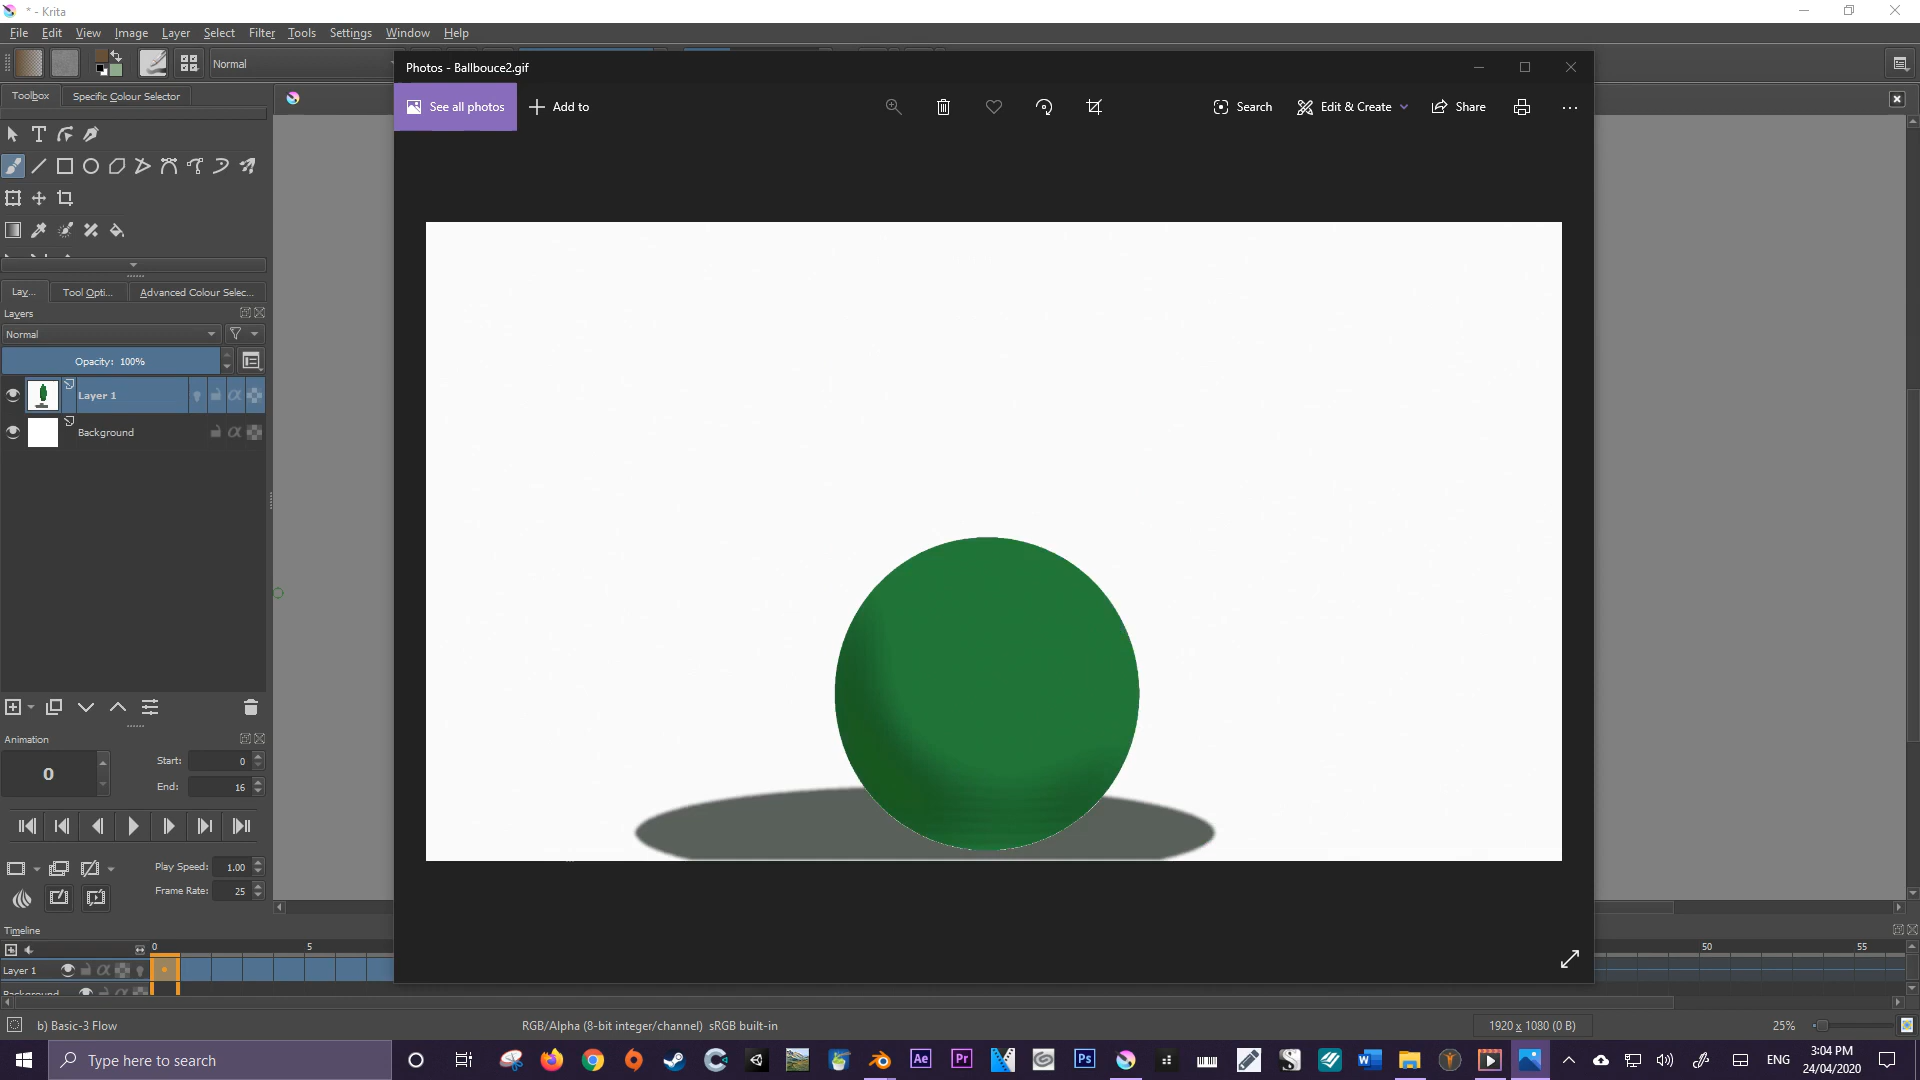 * - Krita
File Edit View Image Layer Select Filter Tools Settings Window Help
Normal
Photos - Ballbouce2.gif
See all photos Add to Search Edit & Create Share
Toolbox Specific Colour Selector
Lay... Tool Opti... Advanced Colour Selec...
Layers
Normal
Opacity: 100%
Layer 1
Background
Animation
0
Start: 0
End: 16
Play Speed: 1.00
Frame Rate: 25
Timeline
0 5 50 55
Layer 1
Background
b) Basic-3 Flow RGB/Alpha (8-bit integer/channel) sRGB built-in 1920 x 1080 (0 B) 25%
Type here to search
Ae Pr Ps
ENG
3:04 PM
24/04/2020